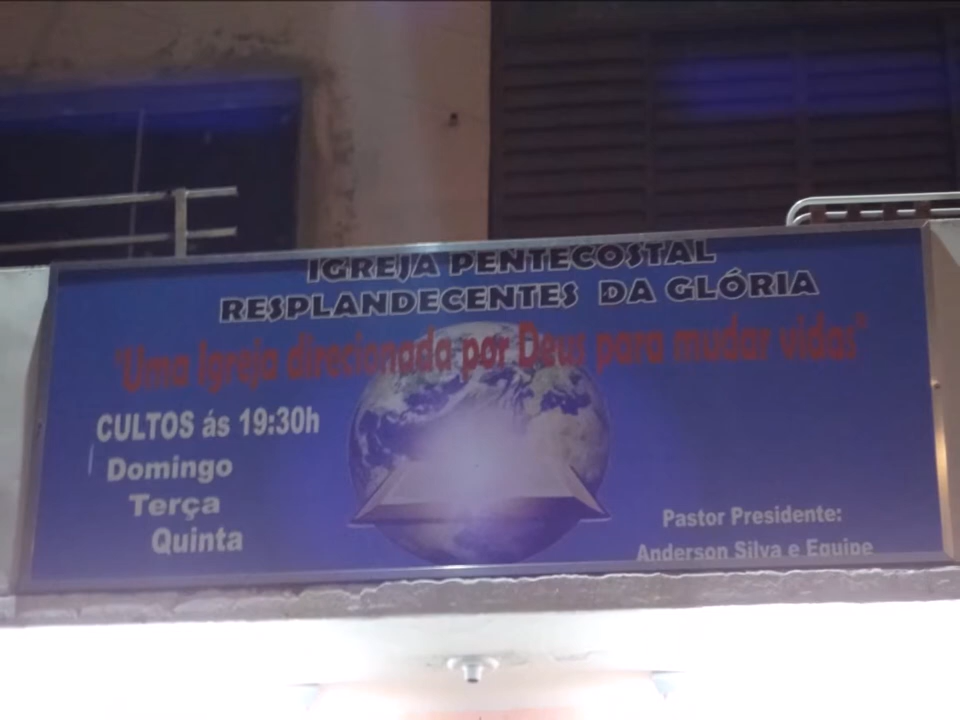 IGREJA PENTECOSTAL
RESPLANDECENTES DA GLÓRIA
"Uma Igreja direcionada por Deus para mudar vidas"
CULTOS ás 19:30h
Domingo
Terça
Quinta
Pastor Presidente:
Anderson Silva e Equipe